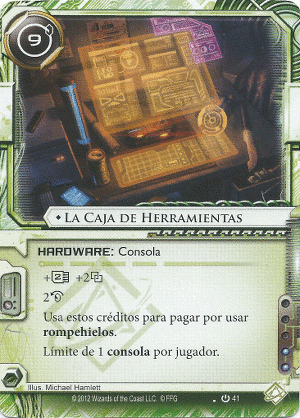 9
LA CAJA DE HERRAMIENTAS
HARDWARE: Consola
+2 +2
2
Usa estos créditos para pagar por usar
rompehielos.
Límite de 1 consola por jugador.
Illus. Michael Hamlett
© 2012 Wizards of the Coast LLC. © FFG 41